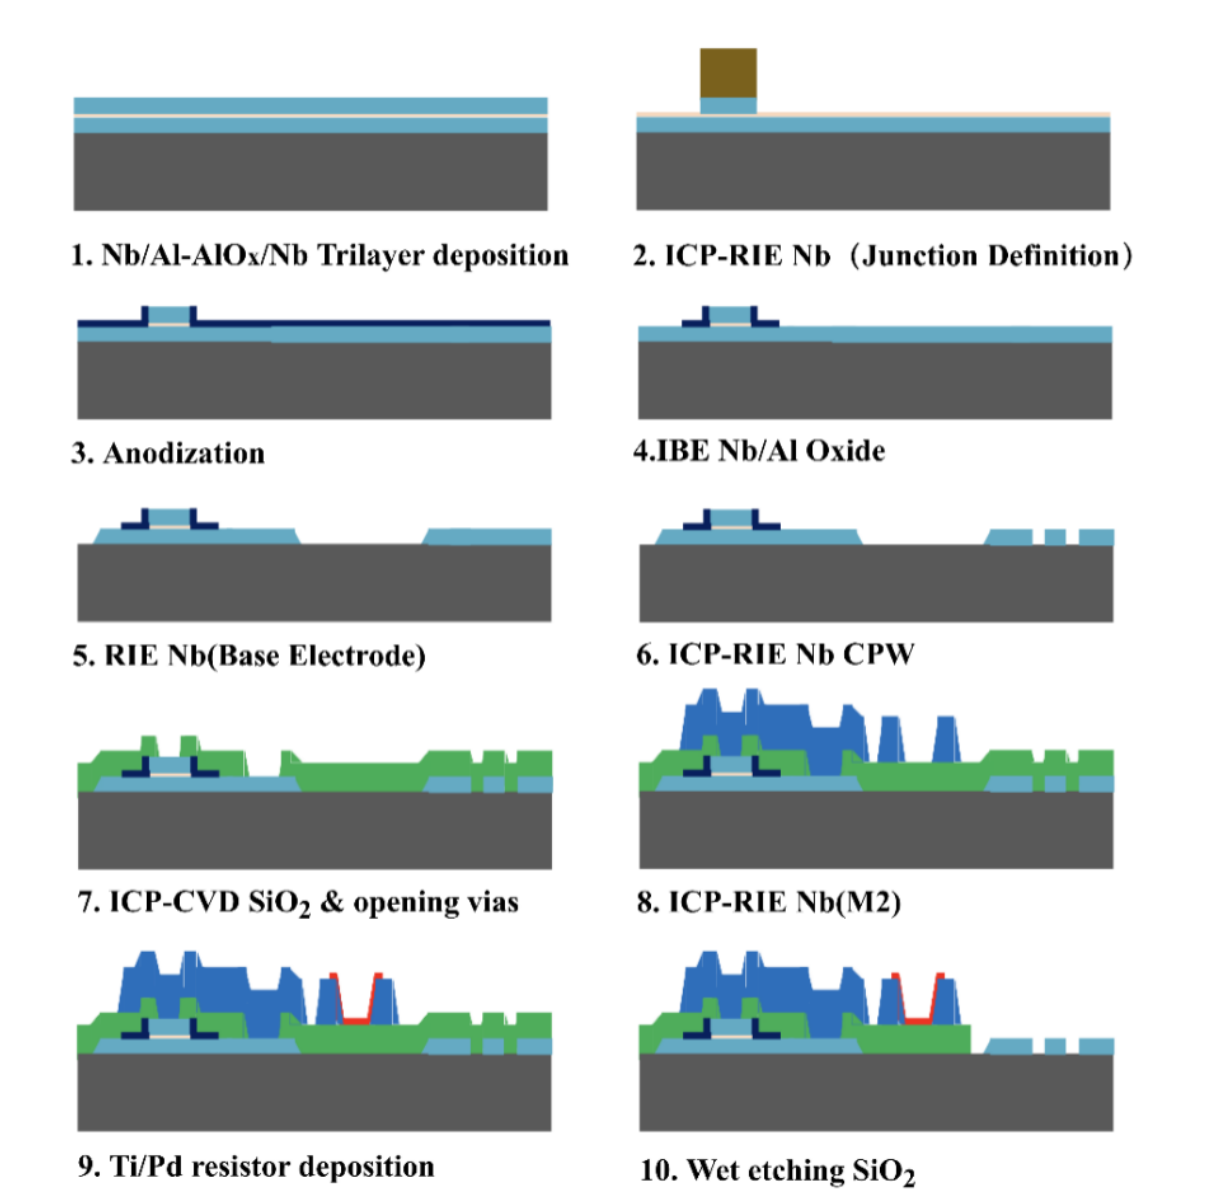 1. Nb/Al-AlOx/Nb Trilayer deposition
2. ICP-RIE Nb（Junction Definition）
3. Anodization
4.IBE Nb/Al Oxide
5. RIE Nb(Base Electrode)
6. ICP-RIE Nb CPW
7. ICP-CVD SiO₂ & opening vias
8. ICP-RIE Nb(M2)
9. Ti/Pd resistor deposition
10. Wet etching SiO₂